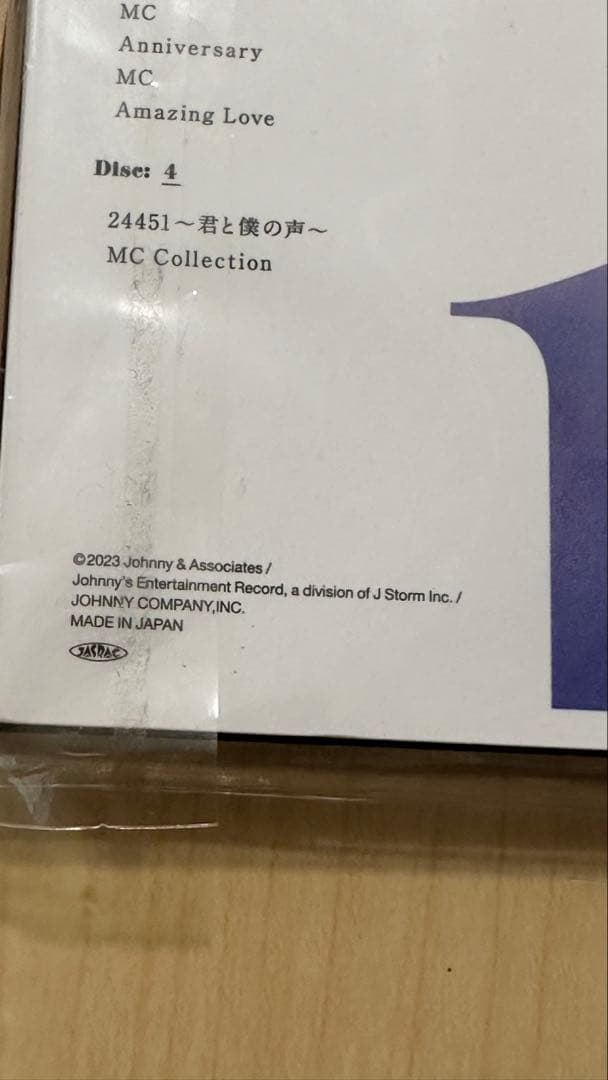 MC
Anniversary
MC
Amazing Love
Disc: 4
24451～君と僕の声～
MC Collection
©2023 Johnny & Associates /
Johnny's Entertainment Record, a division of J Storm Inc. /
JOHNNY COMPANY,INC.
MADE IN JAPAN
JASRAC